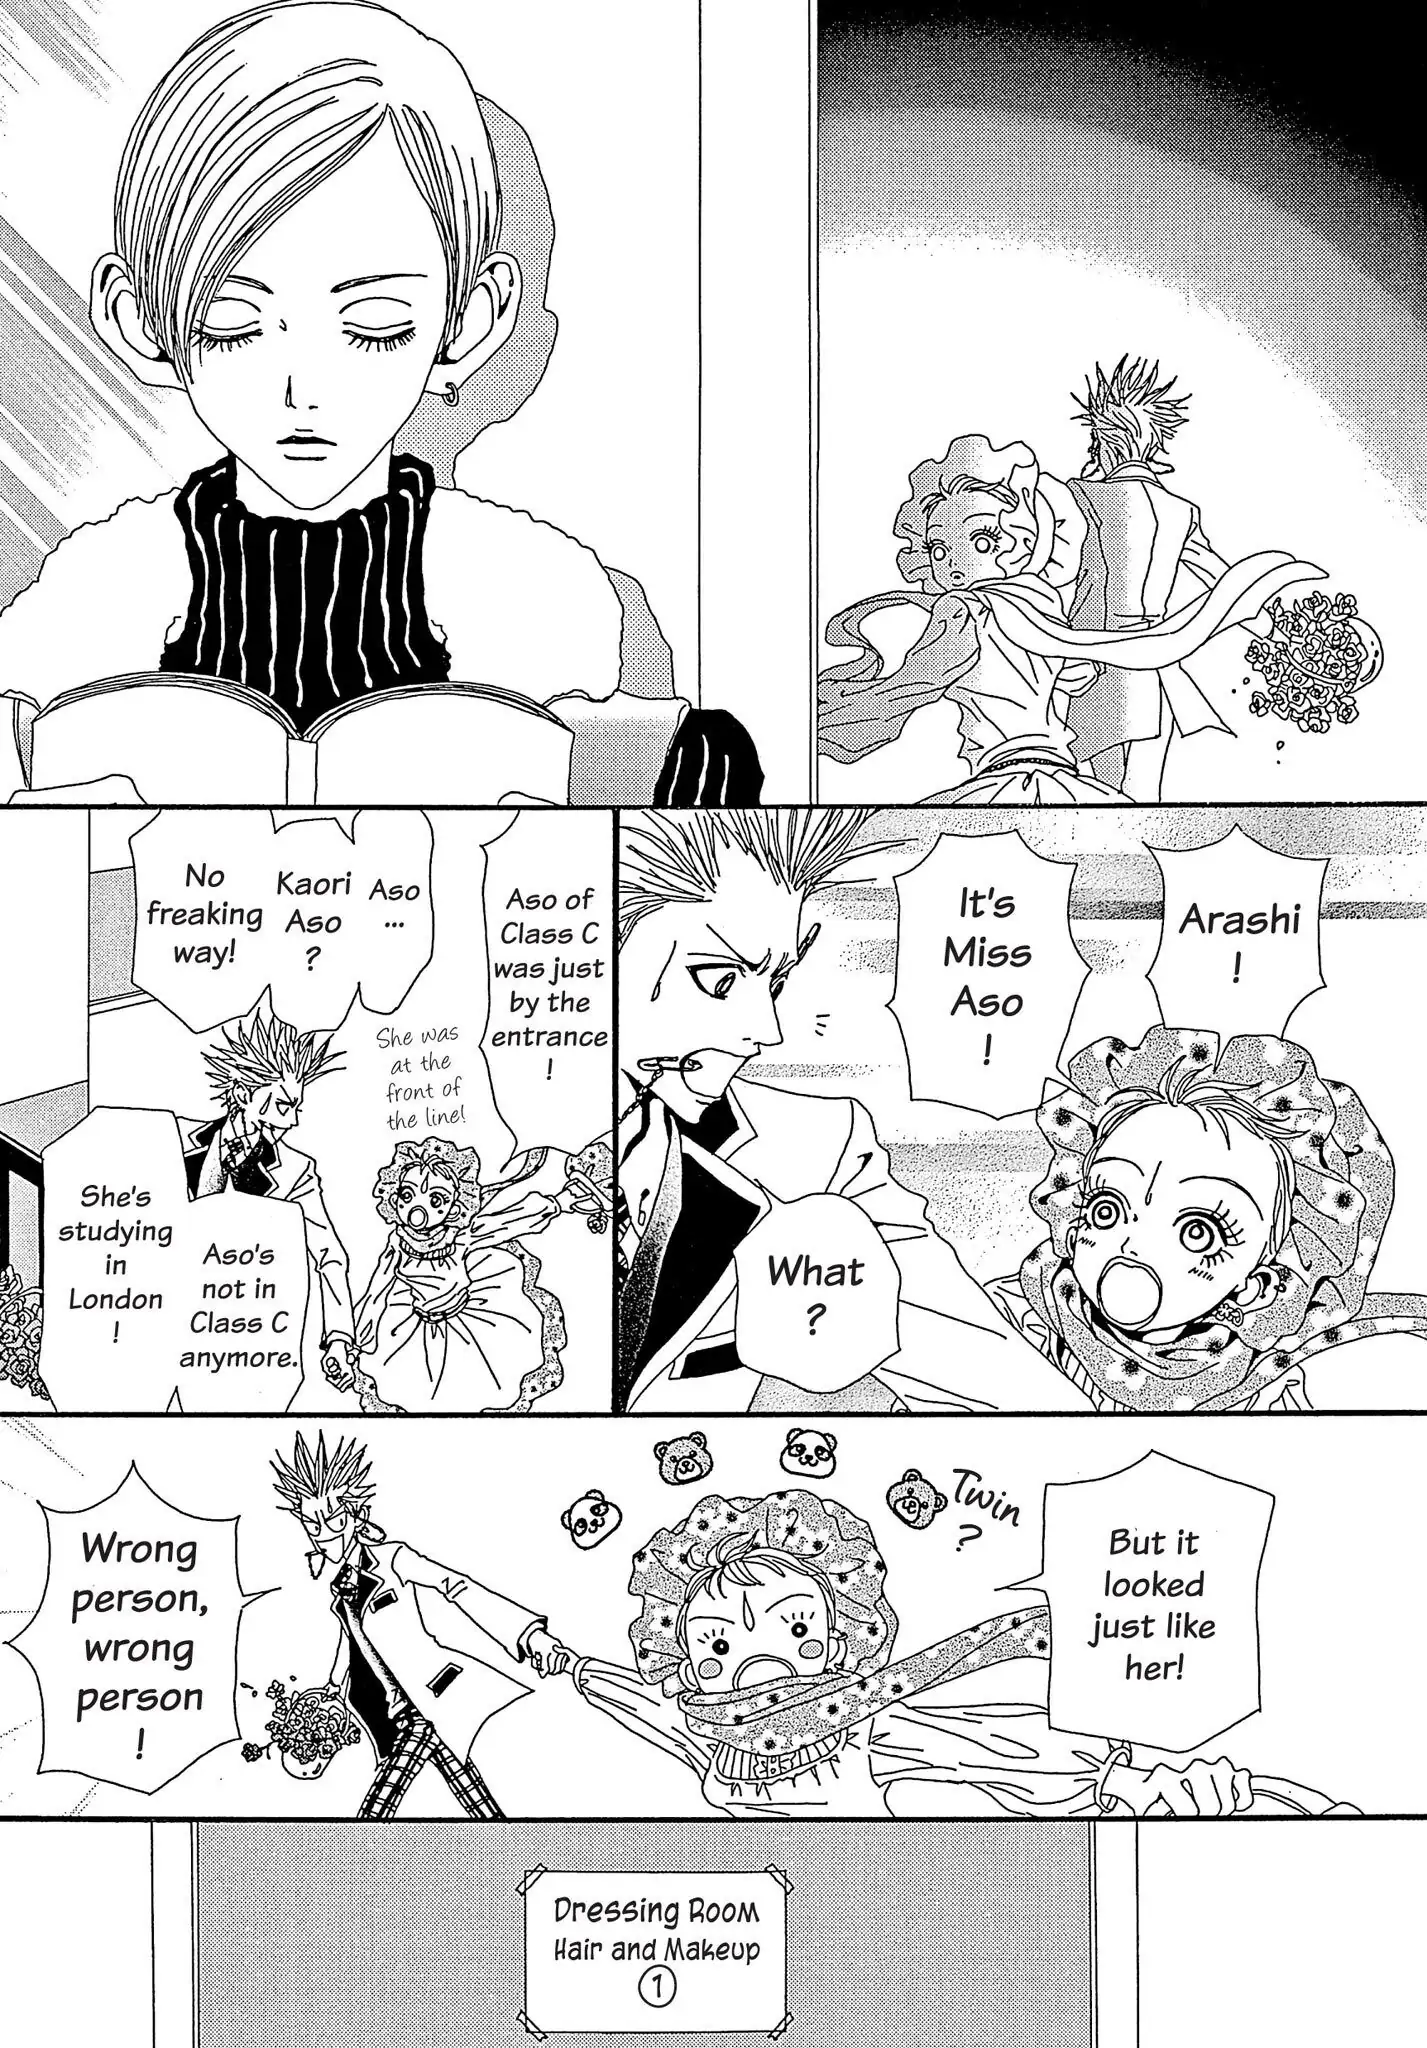 Arashi
!
It's
Miss
Aso
!
What
?
Aso of
Class C
was just
by the
entrance
!
She was
at the
front of
the line!
Aso
...
Kaori
Aso
?
No
freaking
way!
Aso's
not in
Class C
anymore.
She's
studying
in
London
!
But it
looked
just like
her!
Twin
?
Wrong
person,
wrong
person
!
Dressing Room
Hair and Makeup
1